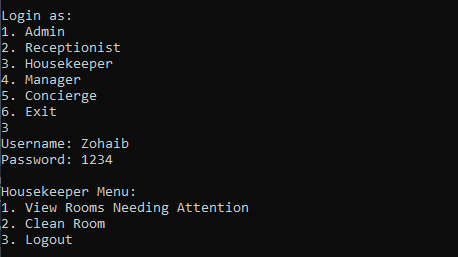 Login as:
1. Admin
2. Receptionist
3. Housekeeper
4. Manager
5. Concierge
6. Exit
3
Username: Zohaib
Password: 1234
Housekeeper Menu:
1. View Rooms Needing Attention
2. Clean Room
3. Logout